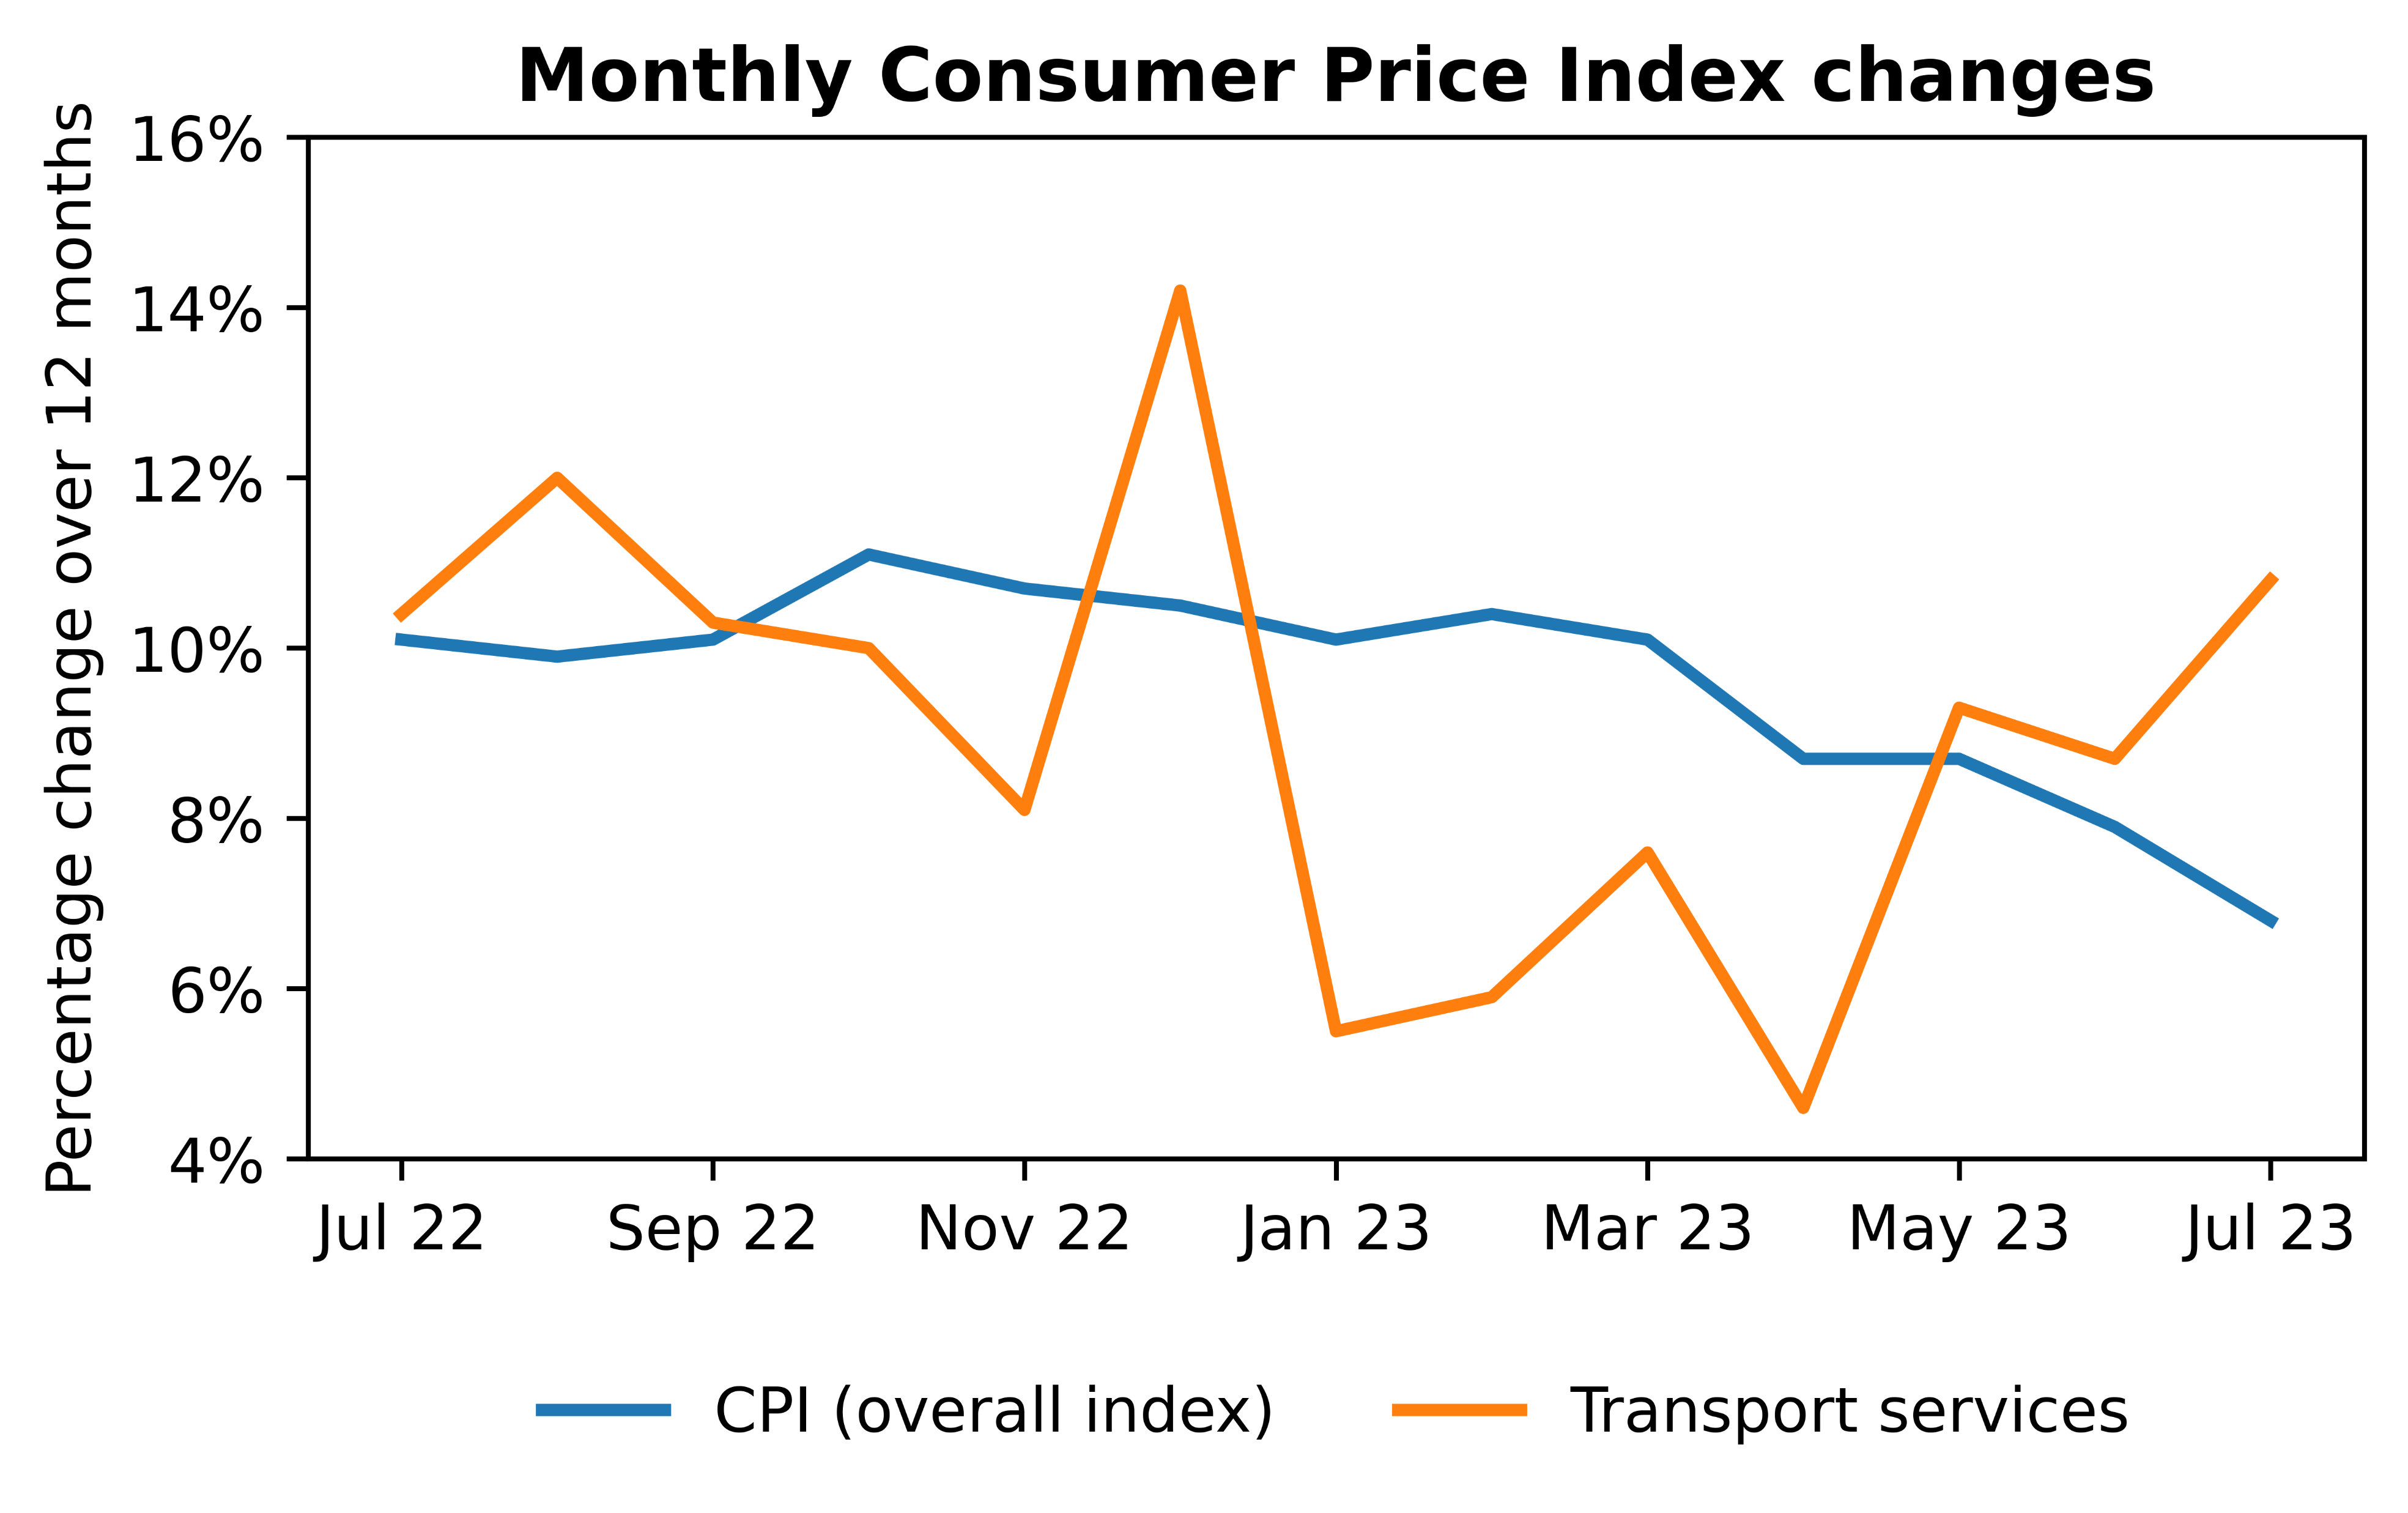 Monthly Consumer Price Index changes
Percentage change over 12 months
16%
14%
12%
10%
8%
6%
4%
Jul 22 Sep 22 Nov 22 Jan 23 Mar 23 May 23 Jul 23
CPI (overall index) Transport services